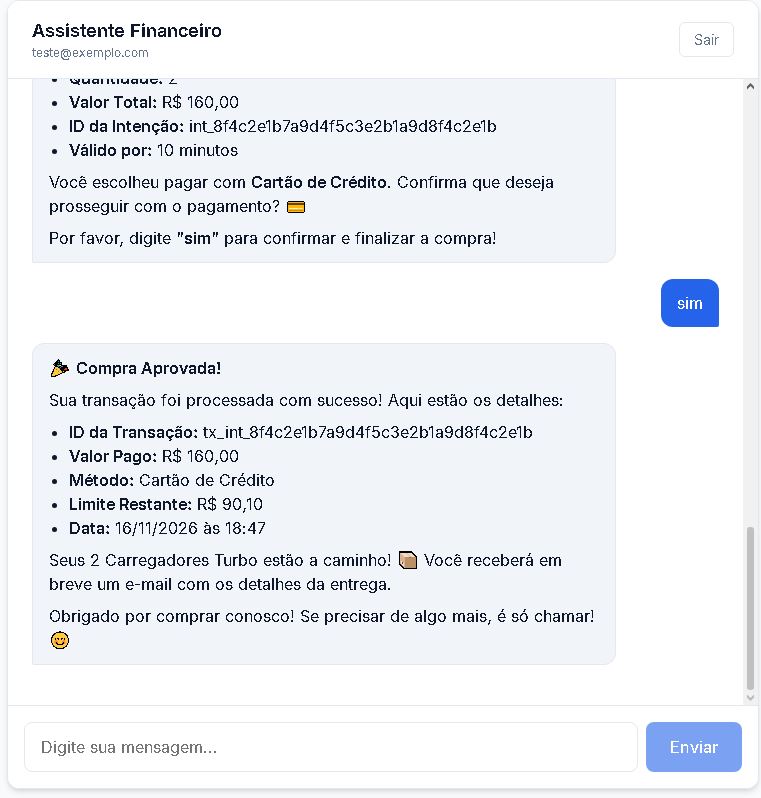 Assistente Financeiro
teste@exemplo.com
Sair
Quantidade: 2
Valor Total: R$ 160,00
ID da Intenção: int_8f4c2e1b7a9d4f5c3e2b1a9d8f4c2e1b
Válido por: 10 minutos
Você escolheu pagar com Cartão de Crédito. Confirma que deseja
prosseguir com o pagamento? 💳
Por favor, digite "sim" para confirmar e finalizar a compra!
sim
🎉 Compra Aprovada!
Sua transação foi processada com sucesso! Aqui estão os detalhes:
ID da Transação: tx_int_8f4c2e1b7a9d4f5c3e2b1a9d8f4c2e1b
Valor Pago: R$ 160,00
Método: Cartão de Crédito
Limite Restante: R$ 90,10
Data: 16/11/2026 às 18:47
Seus 2 Carregadores Turbo estão a caminho! 📦 Você receberá em
breve um e-mail com os detalhes da entrega.
Obrigado por comprar conosco! Se precisar de algo mais, é só chamar!
😊
Digite sua mensagem...
Enviar